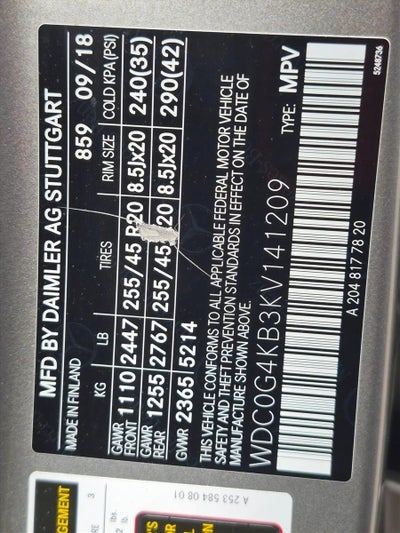 MFD BY DAIMLER AG STUTTGART
MADE IN FINLAND 859 09/18
KG LB TIRES RIM SIZE COLD KPA (PSI)
GAWR FRONT 1110 2447 255/45 R20 8.5Jx20 240(35)
GAWR REAR 1255 2767 255/45 20 8.5Jx20 290(42)
GVWR 2365 5214
THIS VEHICLE CONFORMS TO ALL APPLICABLE FEDERAL MOTOR VEHICLE
SAFETY AND THEFT PREVENTION STANDARDS IN EFFECT ON THE DATE OF
MANUFACTURE SHOWN ABOVE.
WDC0G4KB3KV141209 TYPE: MPV
A 204 817 78 20
5248736
A 253 584 08 01
3
lbs.
lb.